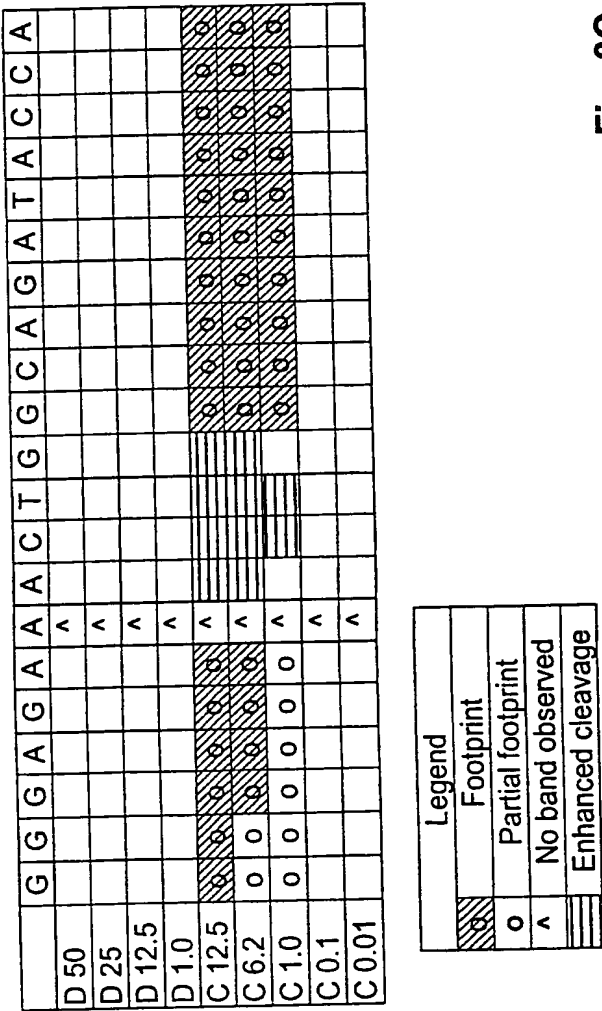 G G G A G A A A C T G G C A G A T A C C A
D 50 ^
D 25 ^
D 12.5 ^
D 1.0 ^
C 12.5 o o o o o o ^ o o o o o o o o o o
C 6.2 o o o o o o ^ o o o o o o o o o o
C 1.0 o o o o o o ^ o o o o o o o o o o
C 0.1 ^
C 0.01 ^
Legend
o Footprint
o Partial footprint
^ No band observed
Enhanced cleavage